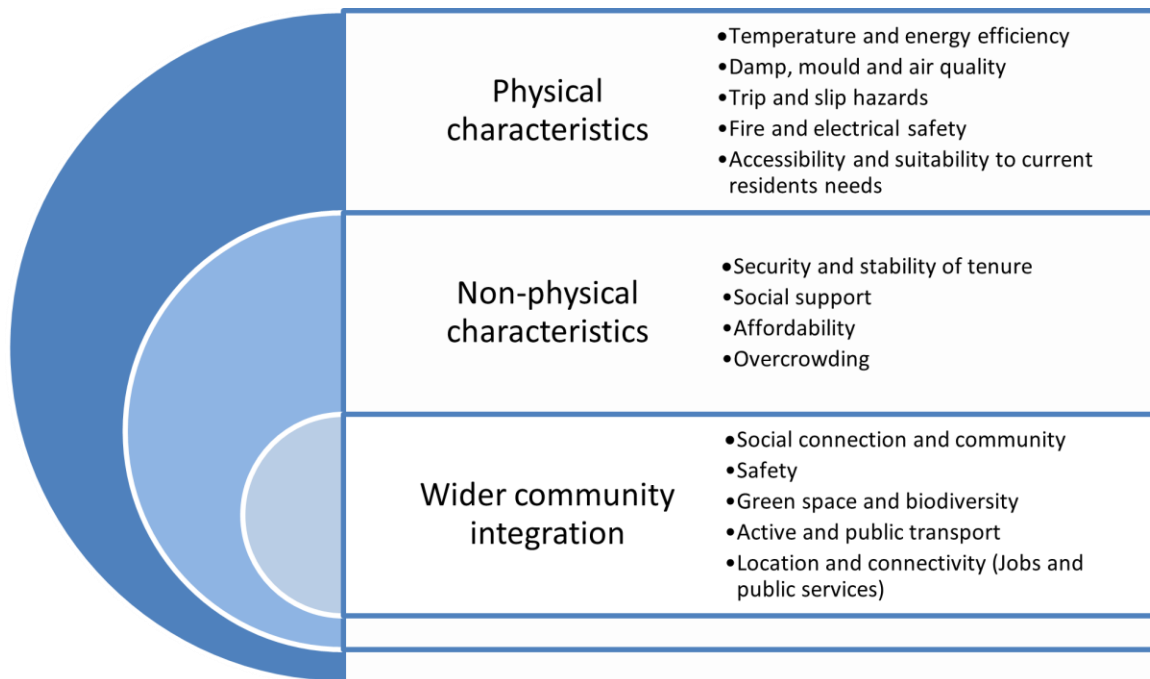 Physical
characteristics
•Temperature and energy efficiency
•Damp, mould and air quality
•Trip and slip hazards
•Fire and electrical safety
•Accessibility and suitability to current
residents needs
Non-physical
characteristics
•Security and stability of tenure
•Social support
•Affordability
•Overcrowding
Wider community
integration
•Social connection and community
•Safety
•Green space and biodiversity
•Active and public transport
•Location and connectivity (Jobs and
public services)